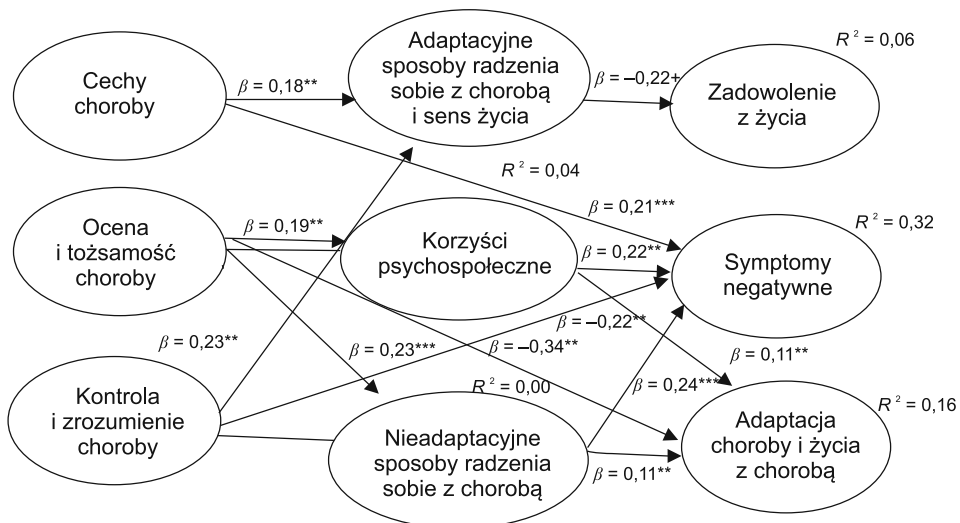 R² = 0,06
Cechy
choroby
β = 0,18**
Adaptacyjne
sposoby radzenia
sobie z chorobą
i sens życia
β = –0,22+
Zadowolenie
z życia
R² = 0,04
β = 0,21***
R² = 0,32
Ocena
i tożsamość
choroby
β = 0,19**
Korzyści
psychospołeczne
β = 0,22**
Symptomy
negatywne
β = –0,22**
β = 0,23**
β = 0,23***
β = –0,34**
β = 0,11**
R² = 0,00
β = 0,24***
R² = 0,16
Kontrola
i zrozumienie
choroby
Nieadaptacyjne
sposoby radzenia
sobie z chorobą
β = 0,11**
Adaptacja
choroby i życia
z chorobą